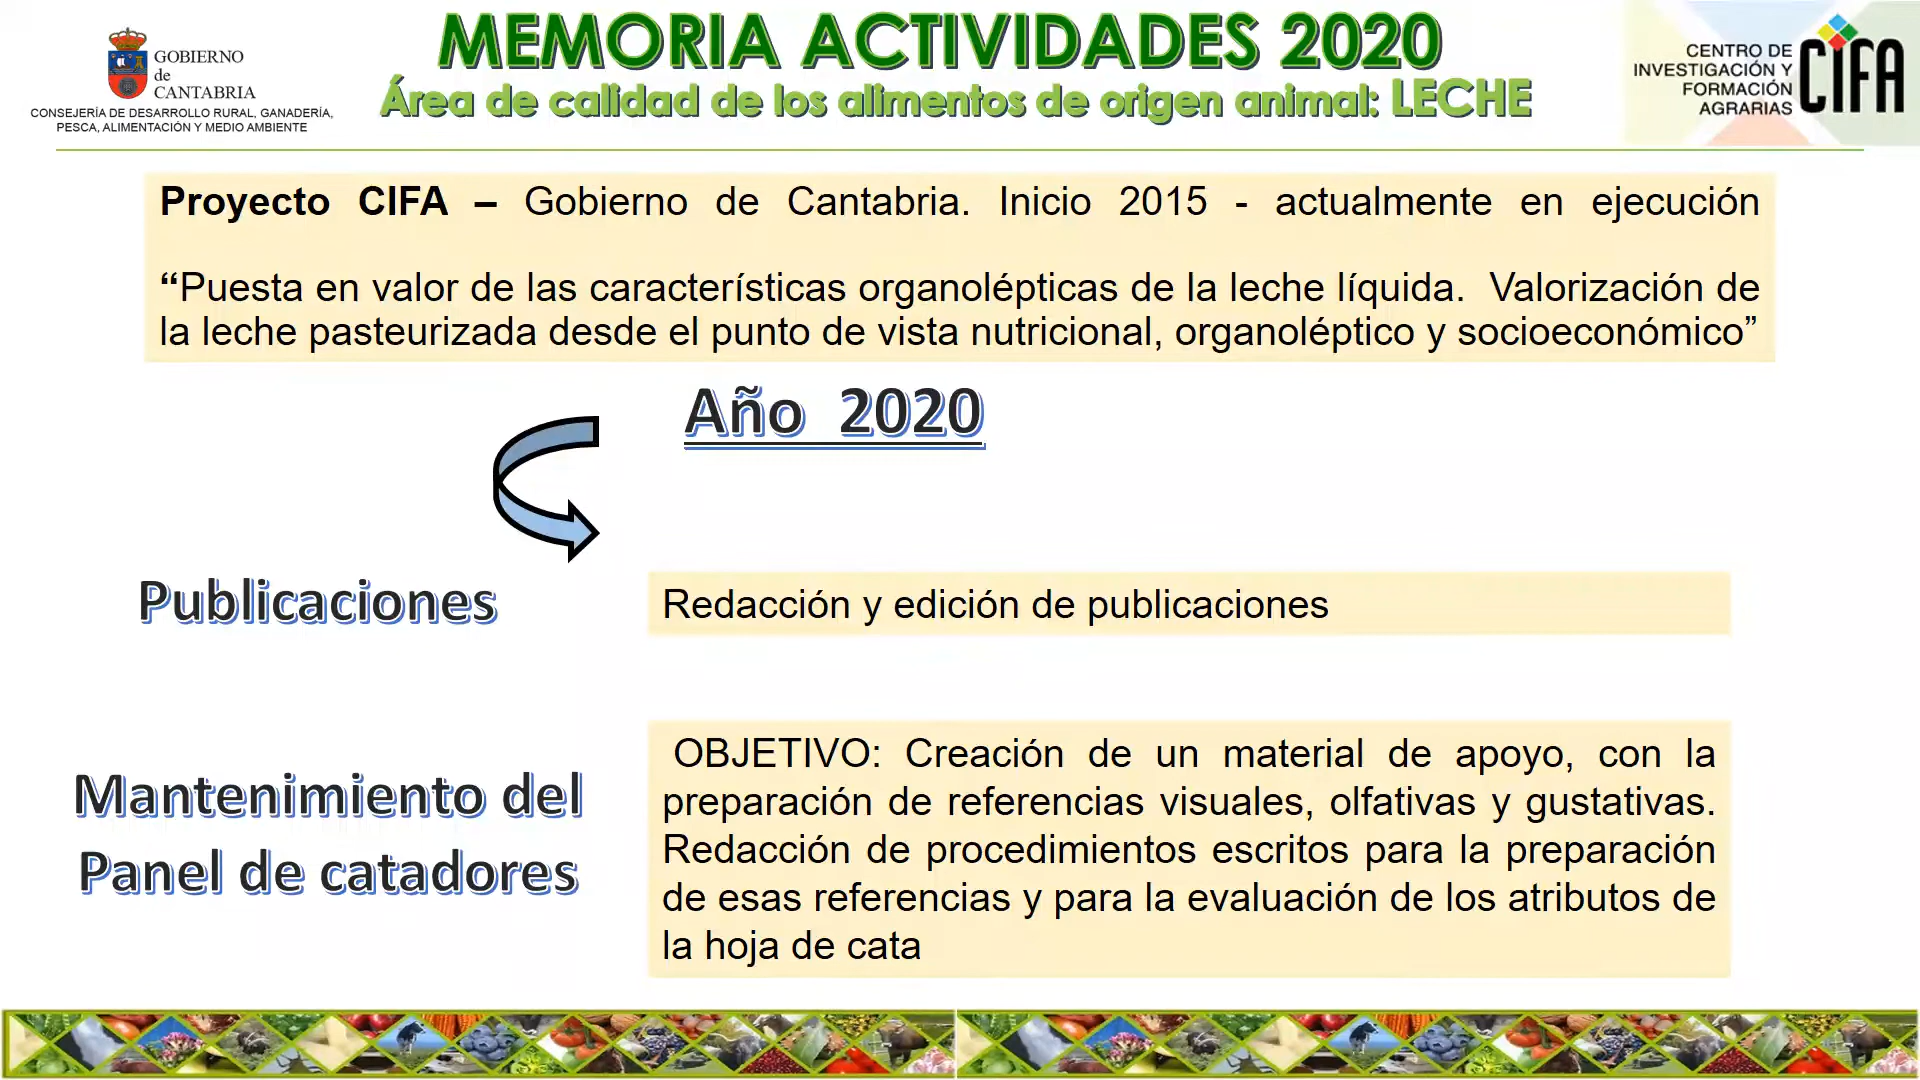 GOBIERNO
de
CANTABRIA
CONSEJERÍA DE DESARROLLO RURAL, GANADERÍA,
PESCA, ALIMENTACIÓN Y MEDIO AMBIENTE
MEMORIA ACTIVIDADES 2020
Área de calidad de los alimentos de origen animal: LECHE
CENTRO DE
INVESTIGACIÓN Y
FORMACIÓN
AGRARIAS
CIFA
Proyecto CIFA – Gobierno de Cantabria. Inicio 2015 - actualmente en ejecución
“Puesta en valor de las características organolépticas de la leche líquida. Valorización de
la leche pasteurizada desde el punto de vista nutricional, organoléptico y socioeconómico”
Año 2020
Publicaciones
Redacción y edición de publicaciones
Mantenimiento del
Panel de catadores
OBJETIVO: Creación de un material de apoyo, con la
preparación de referencias visuales, olfativas y gustativas.
Redacción de procedimientos escritos para la preparación
de esas referencias y para la evaluación de los atributos de
la hoja de cata